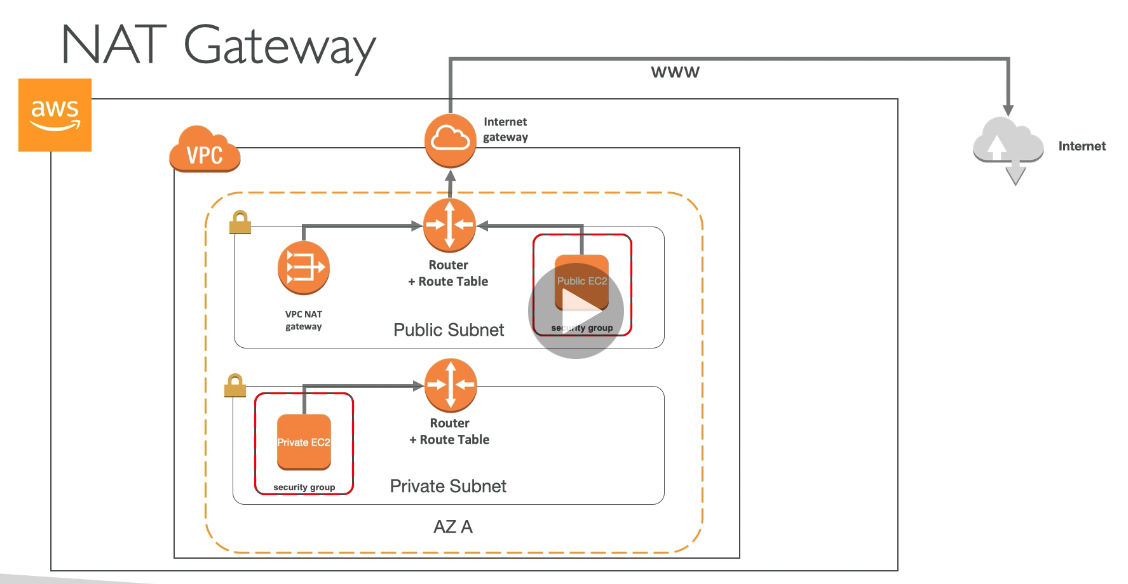 NAT Gateway
www
aws
Internet
gateway
Internet
VPC
Router
+ Route Table
Public EC2
VPC NAT
gateway
Public Subnet
security group
Router
+ Route Table
Private EC2
security group
Private Subnet
AZ A